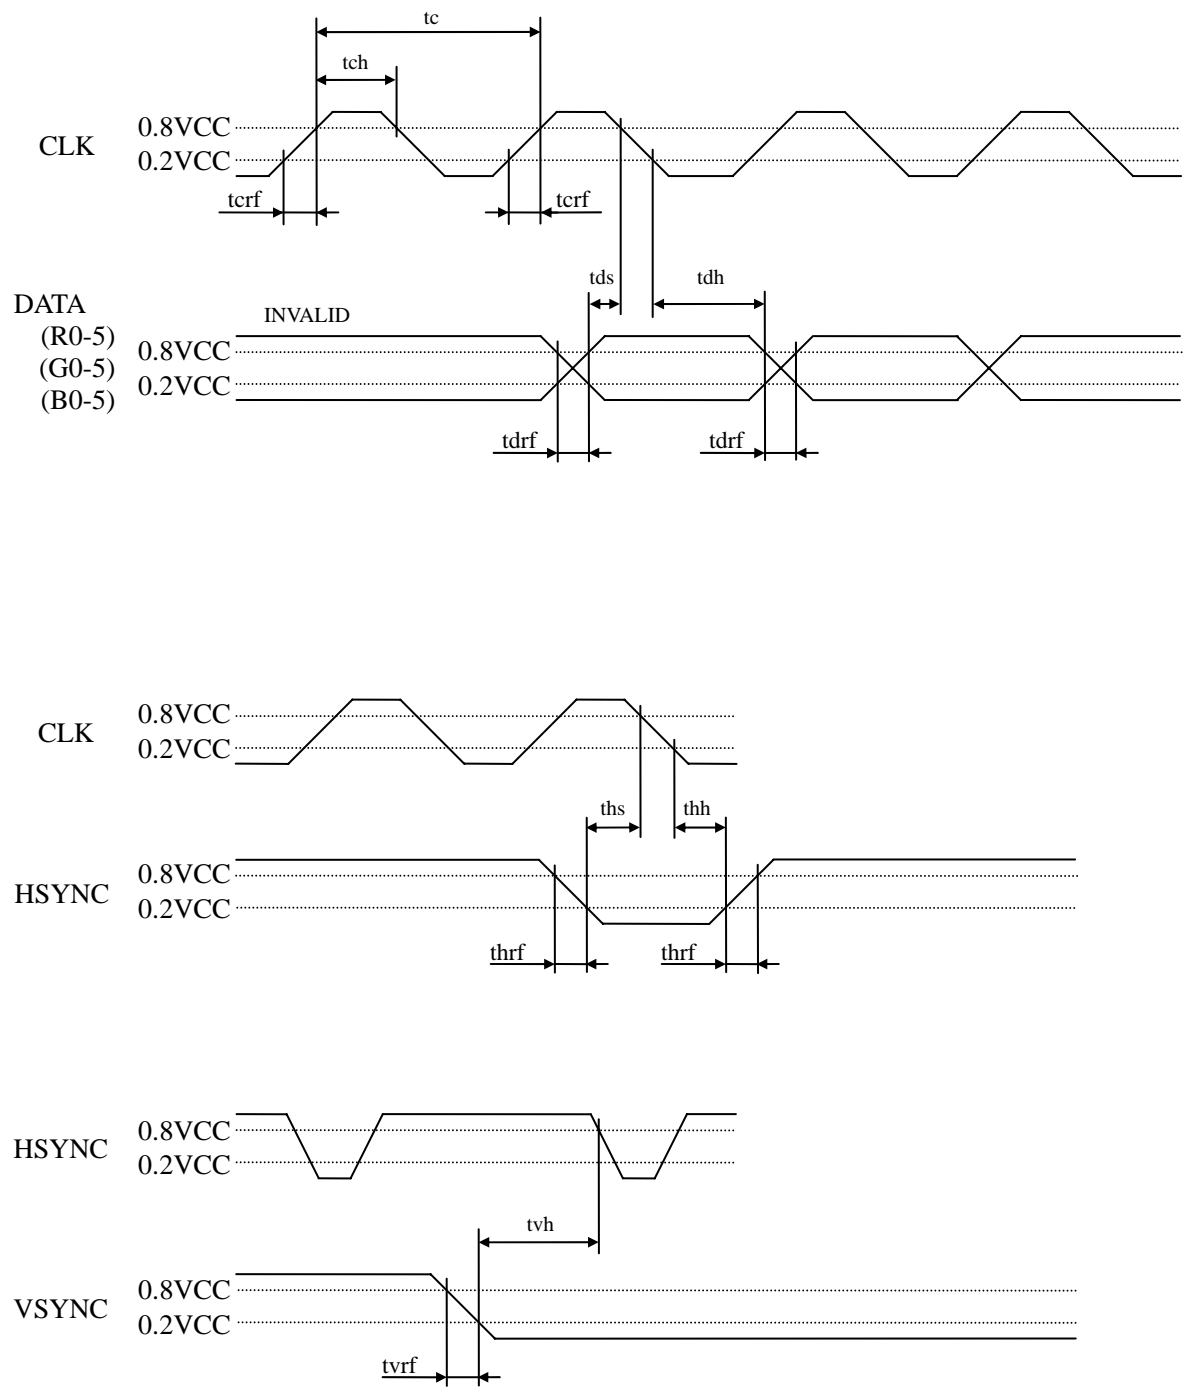 tc
tch
CLK
0.8VCC
0.2VCC
tcrf
tcrf
tds
tdh
DATA
(R0-5)
(G0-5)
(B0-5)
INVALID
0.8VCC
0.2VCC
tdrf
tdrf
CLK
0.8VCC
0.2VCC
ths
thh
HSYNC
0.8VCC
0.2VCC
thrf
thrf
HSYNC
0.8VCC
0.2VCC
tvh
VSYNC
0.8VCC
0.2VCC
tvrf